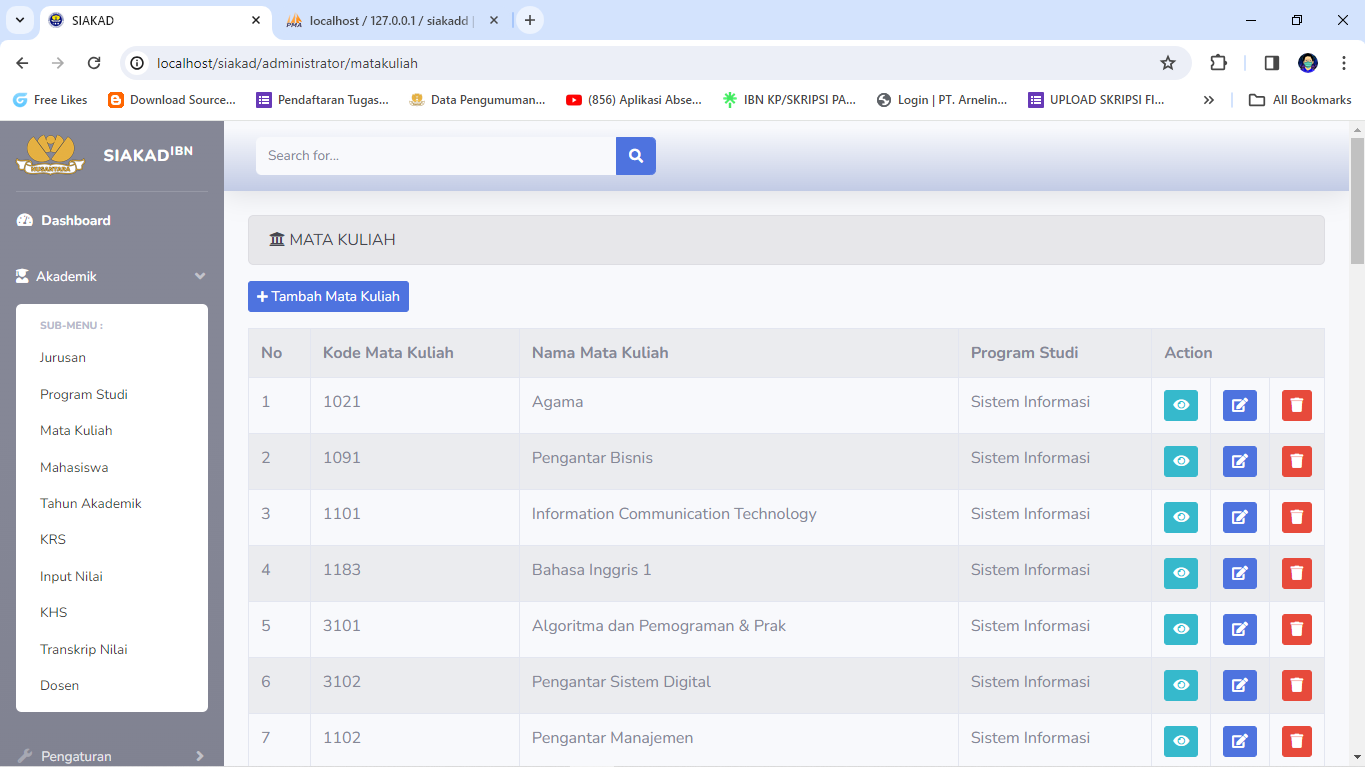 SIAKAD
localhost / 127.0.0.1 / siakadd |
localhost/siakad/administrator/matakuliah
Free Likes
Download Source...
Pendaftaran Tugas...
Data Pengumuman...
(856) Aplikasi Abse...
IBN KP/SKRIPSI PA...
Login | PT. Arnelin...
UPLOAD SKRIPSI FI...
All Bookmarks
NUSANTARA
SIAKAD IBN
Search for...
Dashboard
Akademik
SUB-MENU :
Jurusan
Program Studi
Mata Kuliah
Mahasiswa
Tahun Akademik
KRS
Input Nilai
KHS
Transkrip Nilai
Dosen
Pengaturan
MATA KULIAH
Tambah Mata Kuliah
No Kode Mata Kuliah Nama Mata Kuliah Program Studi Action
1 1021 Agama Sistem Informasi
2 1091 Pengantar Bisnis Sistem Informasi
3 1101 Information Communication Technology Sistem Informasi
4 1183 Bahasa Inggris 1 Sistem Informasi
5 3101 Algoritma dan Pemograman & Prak Sistem Informasi
6 3102 Pengantar Sistem Digital Sistem Informasi
7 1102 Pengantar Manajemen Sistem Informasi